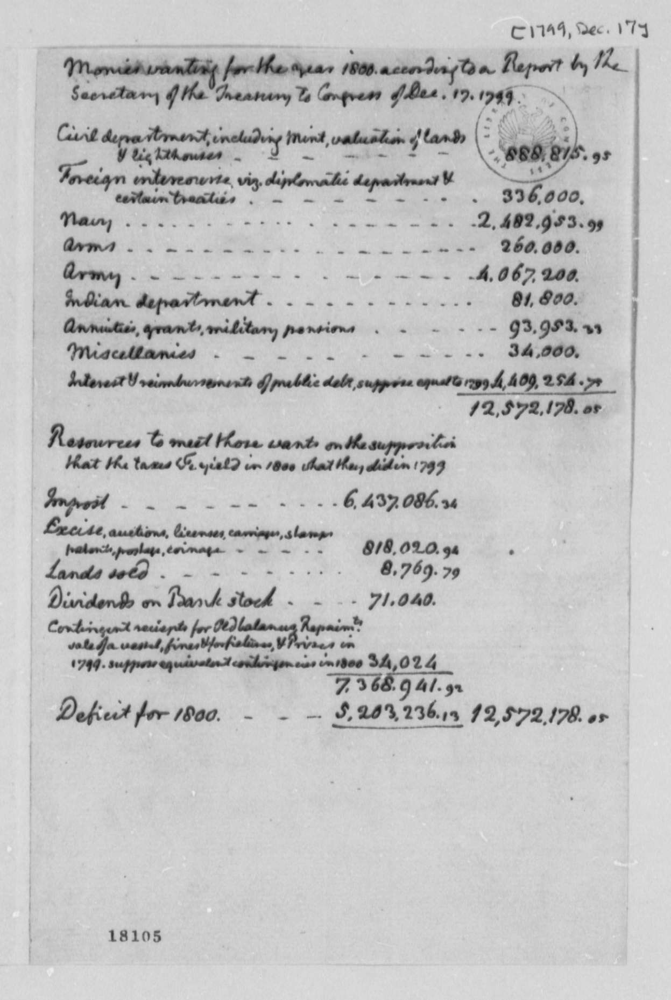 [1799, Dec. 17]
Monies wanting for the year 1800. according to a Report by the
Secretary of the Treasury to Congress of Dec. 17. 1799.
THE LIBRARY OF CONGRESS
Civil department, including mint, valuation of lands
& lighthouses - - - - - - - 888.815.95
Foreign intercourse, viz. diplomatic department &
certain treaties . - - - - - - - . . . 336,000.
Navy . . . . . . . . . . . . - - - - - - . . 2,482,953.99
Arms - - - - - - - - - - - - - - - - - - 260.000.
Army . - - - - - - - - - - - - - - - - 4.067.200.
Indian department . . - - - - - - - - . . . 81,800.
Annuities, grants, military pensions . - - - - - - 93.953.33
Miscellanies . - - - - - - - - - . . 34,000.
Interest & reimbursements of public debt, suppose equal to 1799 4,409,254.78
12,572,178.05
Resources to meet those wants on the supposition
that the taxes &c. yield in 1800 what they did in 1799
Impost - - - - - - - - . . . . 6,437.086.34
Excise, auctions, licenses, carriages, stamps
patents, postage, coinage - - - - - . . 818,020.94
Lands sold . - - - - - - . . . . 8.769.79
Dividends on Bank stock . - - - 71.040.
Contingent reciepts for Old balances, Repaimts.
sale of a vessel, fines & forfietures, & Prizes in
1799. suppose equivalent contingencies in 1800 34,024
7.368.941.92
Deficit for 1800. - - - - 5,203,236.13 12,572,178.05
18105